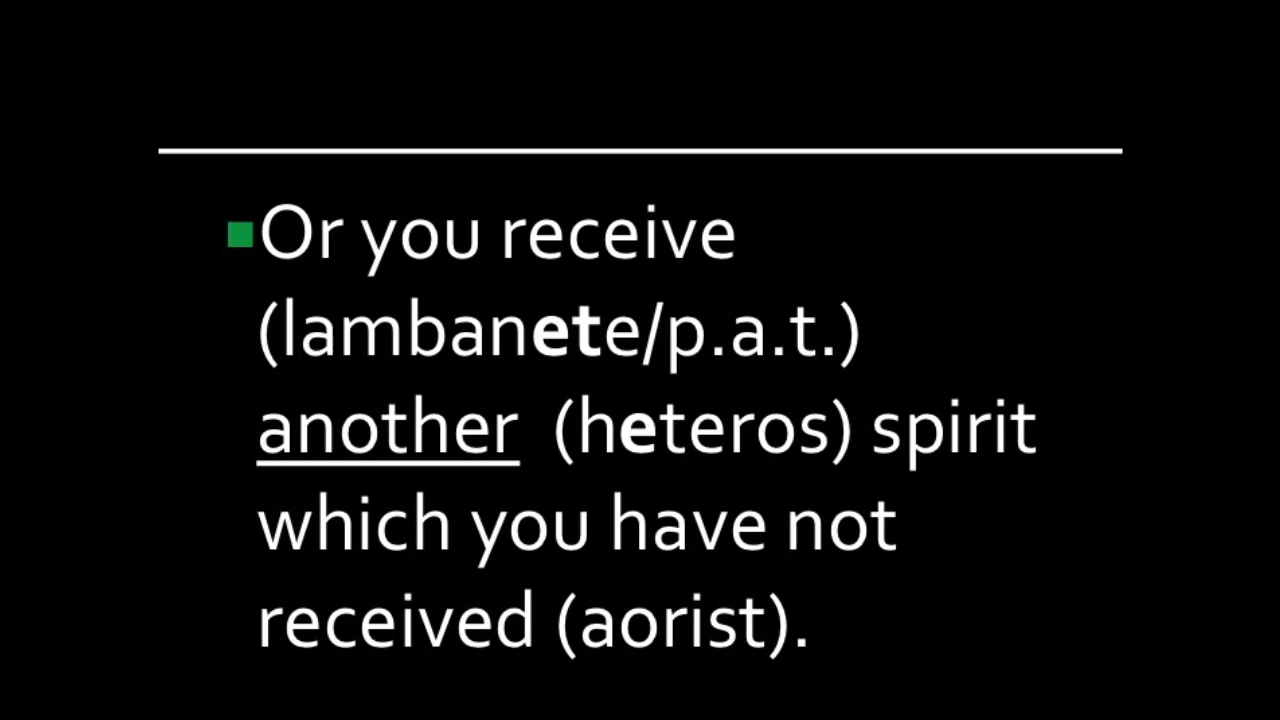 Or you receive
(lambanete/p.a.t.)
another (heteros) spirit
which you have not
received (aorist).